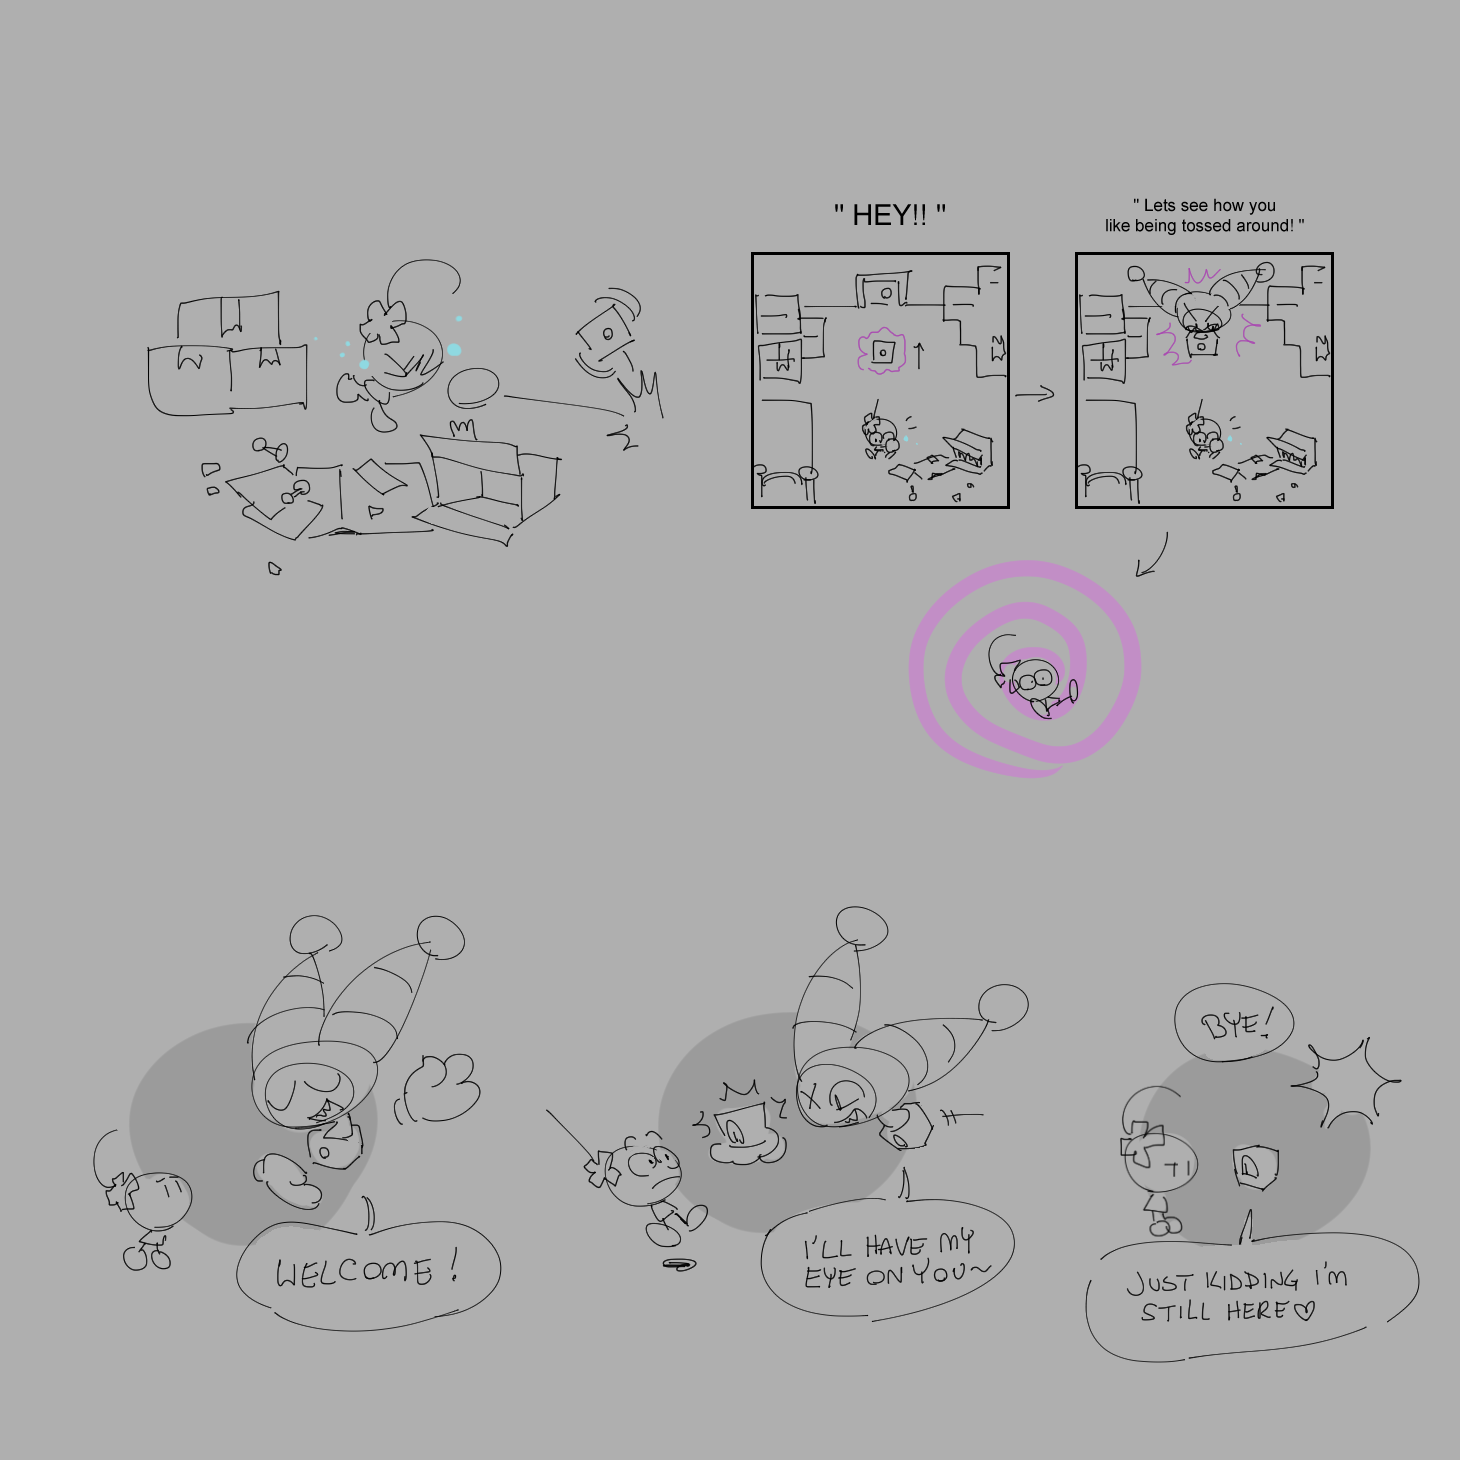 " HEY!! "
" Lets see how you
like being tossed around! "
WELCOME!
I'LL HAVE MY
EYE ON YOU~
BYE!
JUST KIDDING I'M
STILL HERE♡